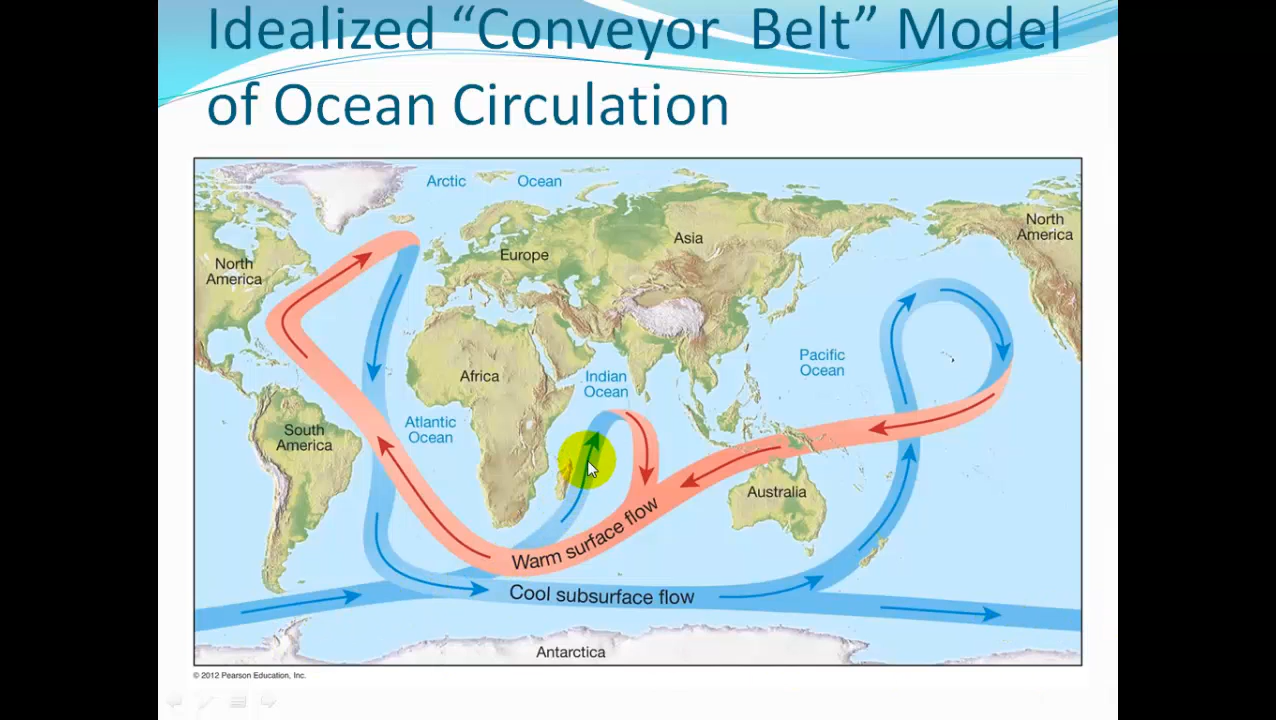 Idealized “Conveyor Belt” Model
of Ocean Circulation
Arctic Ocean
North
America
Asia
Europe
North
America
Pacific
Ocean
Africa
Indian
Ocean
Atlantic
Ocean
South
America
Australia
Warm surface flow
Cool subsurface flow
Antarctica
© 2012 Pearson Education, Inc.